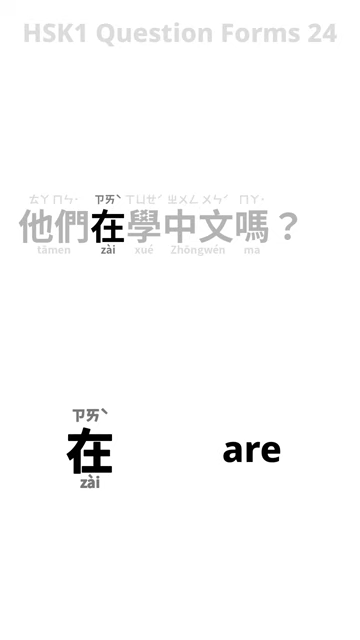 HSK1 Question Forms 24
ㄊㄚ ㄇㄣ˙ ㄗㄞˋ ㄒㄩㄝˊ ㄓㄨㄥ ㄨㄣˊ ㄇㄚ˙
他們在學中文嗎？
tāmen zài xué Zhōngwén ma
ㄗㄞˋ
在 are
zài